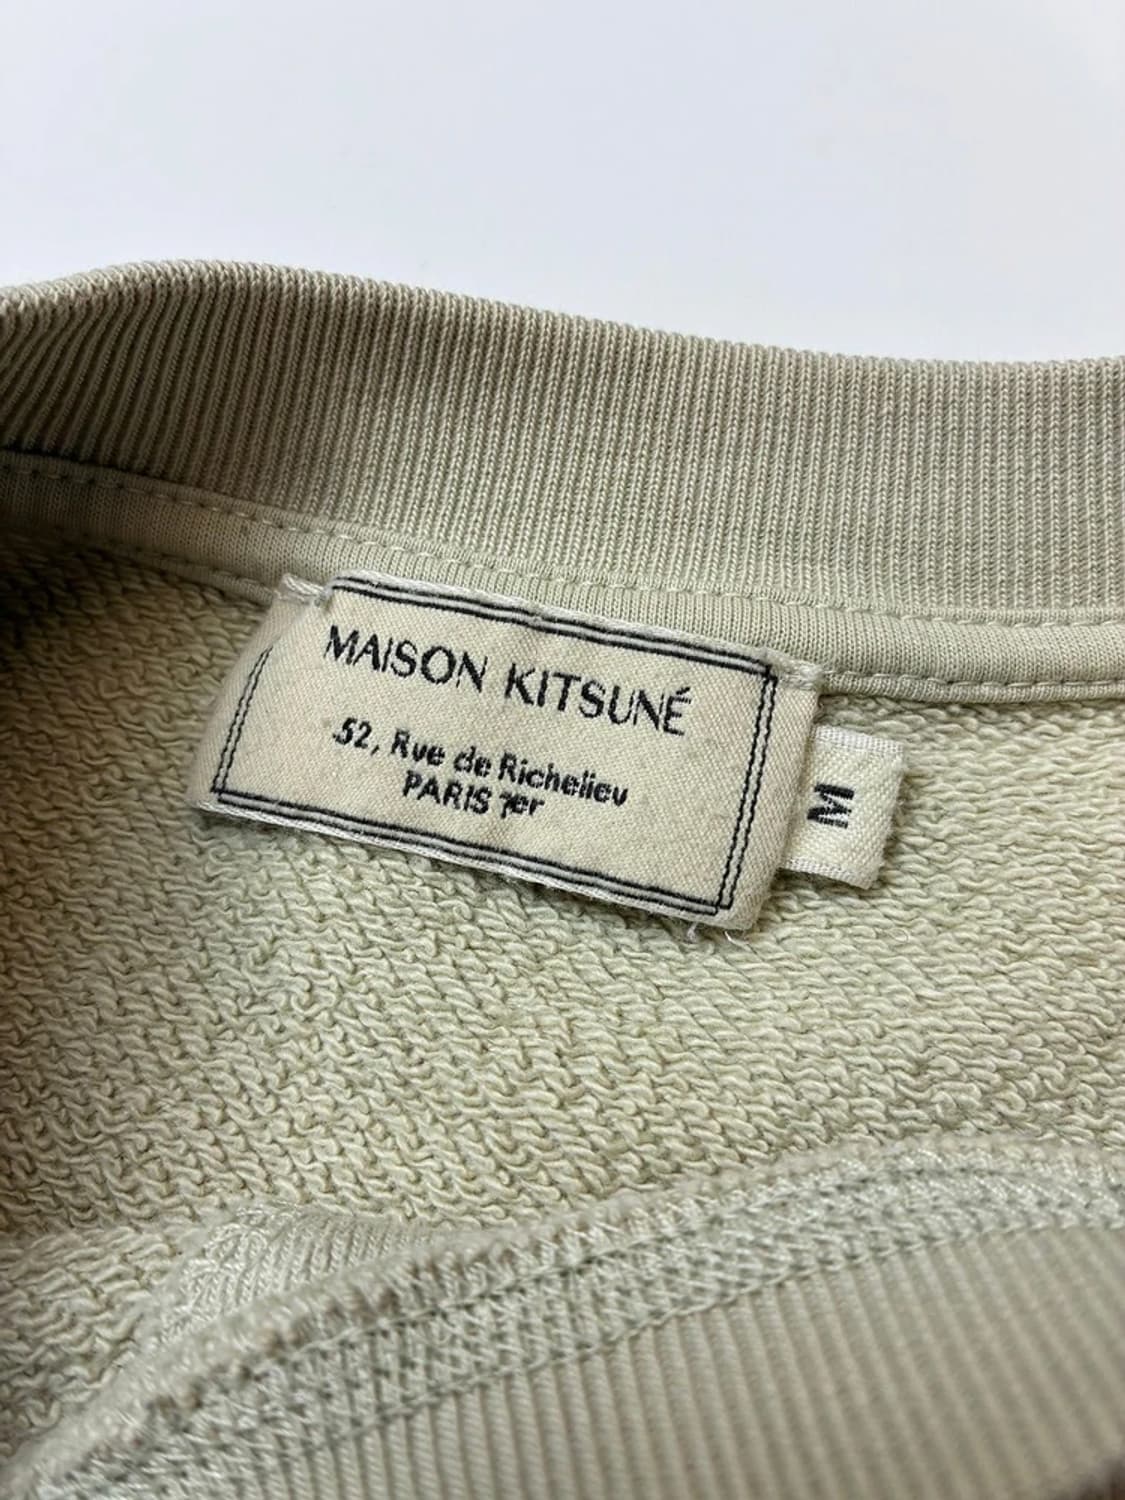 MAISON KITSUNÉ
52, Rue de Richelieu
PARIS 1er
M